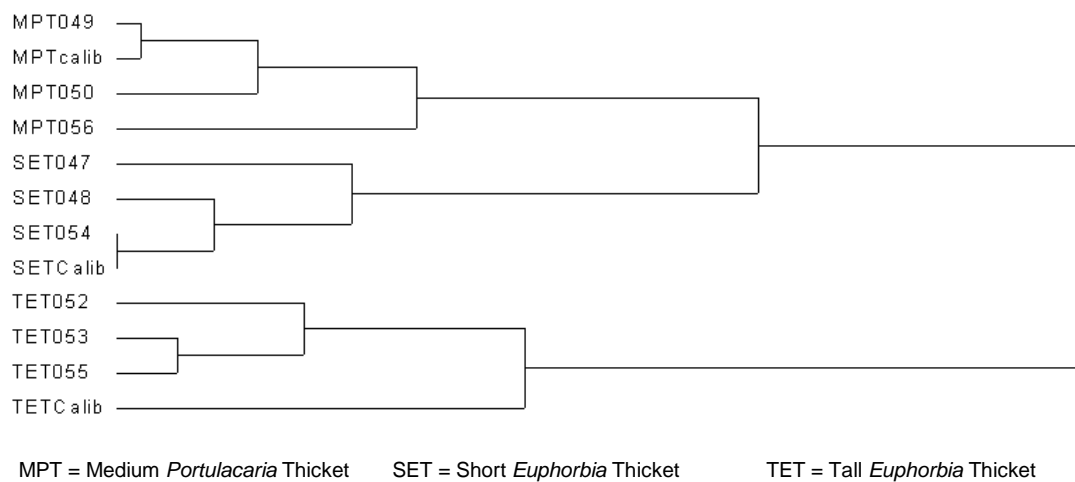 MPT049
MPTcalib
MPT050
MPT056
SET047
SET048
SET054
SETCalib
TET052
TET053
TET055
TETCalib
MPT = Medium Portulacaria Thicket SET = Short Euphorbia Thicket TET = Tall Euphorbia Thicket